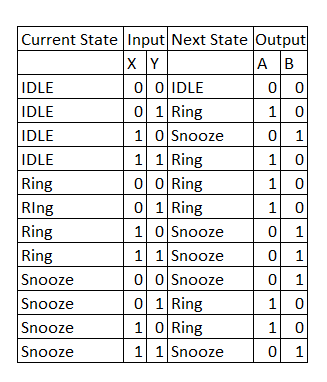 Current State Input Next State Output
X Y A B
IDLE 0 0 IDLE 0 0
IDLE 0 1 Ring 1 0
IDLE 1 0 Snooze 0 1
IDLE 1 1 Ring 1 0
Ring 0 0 Ring 1 0
RIng 0 1 Ring 1 0
Ring 1 0 Snooze 0 1
Ring 1 1 Snooze 0 1
Snooze 0 0 Snooze 0 1
Snooze 0 1 Ring 1 0
Snooze 1 0 Ring 1 0
Snooze 1 1 Snooze 0 1